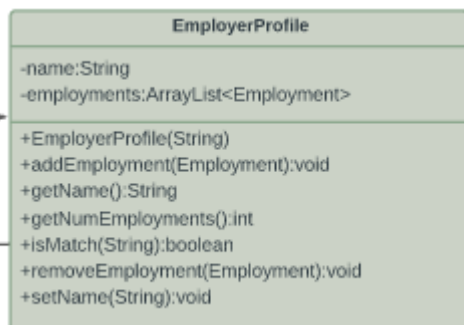 EmployerProfile
-name:String
-employments:ArrayList<Employment>
+EmployerProfile(String)
+addEmployment(Employment):void
+getName():String
+getNumEmployments():int
+isMatch(String):boolean
+removeEmployment(Employment):void
+setName(String):void